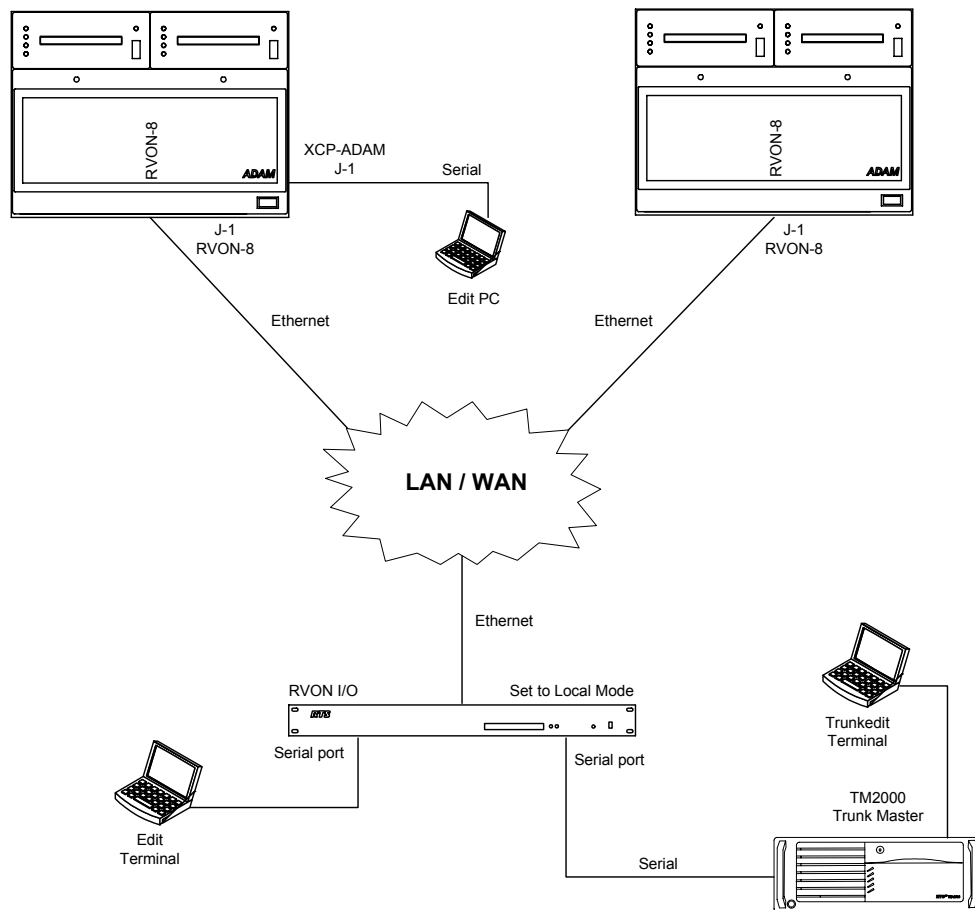 RVON-8
ADAM
XCP-ADAM
J-1
Serial
RVON-8
ADAM
J-1
RVON-8
Edit PC
J-1
RVON-8
Ethernet
Ethernet
LAN / WAN
Ethernet
RVON I/O
Set to Local Mode
RTS
Serial port
Serial port
Trunkedit
Terminal
Edit
Terminal
TM2000
Trunk Master
Serial